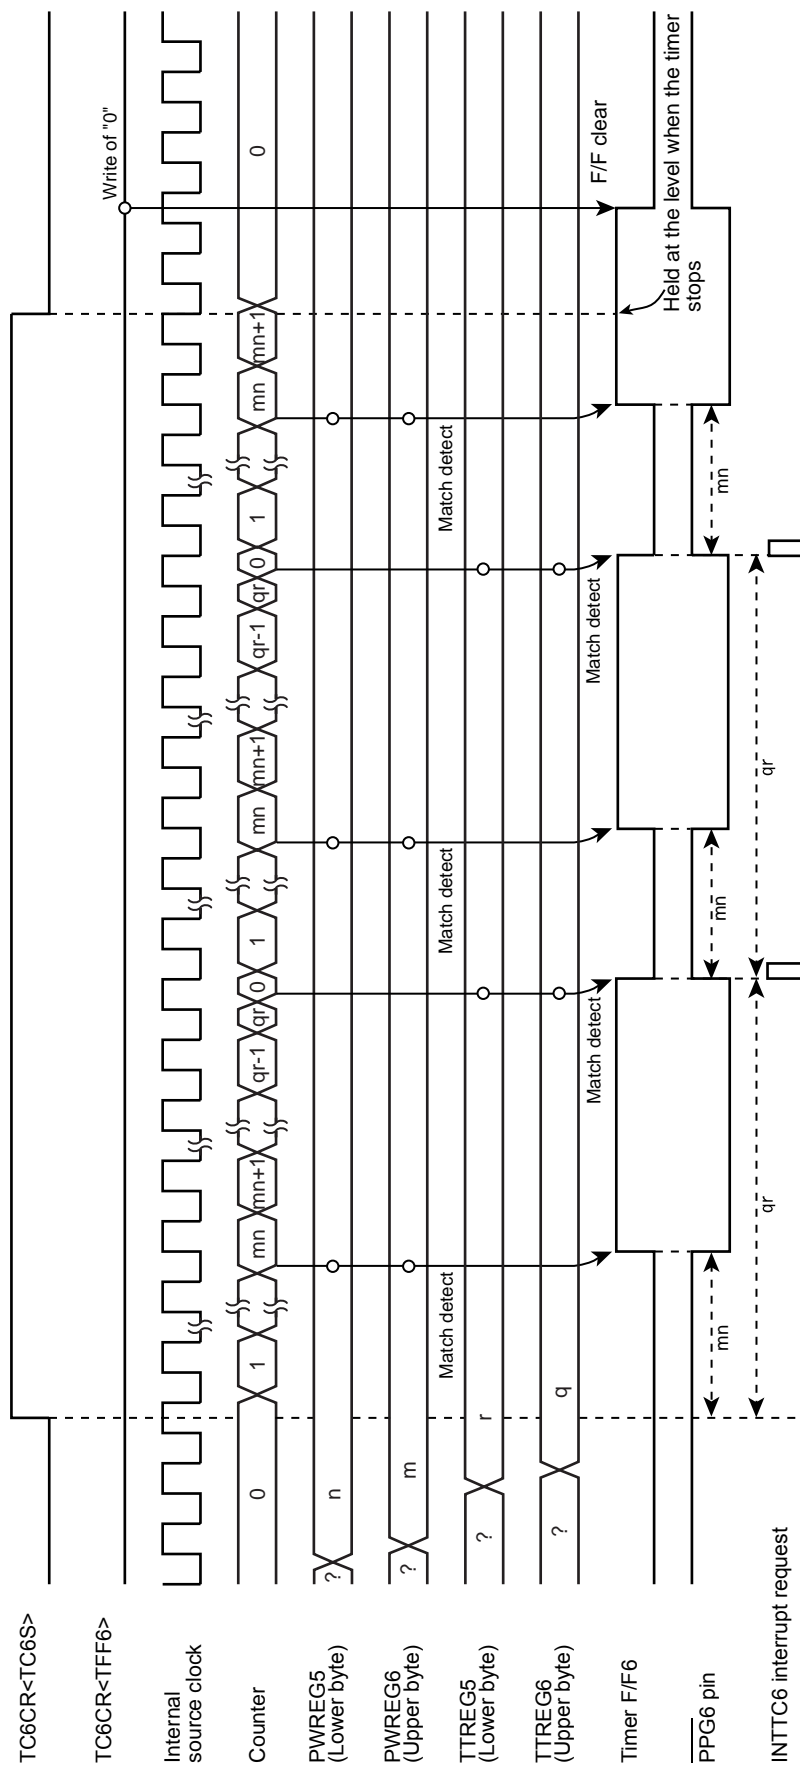 TC6CR<TC6S>
TC6CR<TFF6>
Write of "0"
Internal
source clock
Counter
0 1 mn mn+1 qr-1 qr 0 1 mn mn+1 qr-1 qr 0 1 mn mn+1 0
PWREG5
(Lower byte)
? n
PWREG6
(Upper byte)
? m
Match detect Match detect Match detect
TTREG5
(Lower byte)
? r
TTREG6
(Upper byte)
? q
Match detect Match detect F/F clear
Timer F/F6
Held at the level when the timer
stops
PPG6 pin
mn mn mn
qr qr
INTTC6 interrupt request